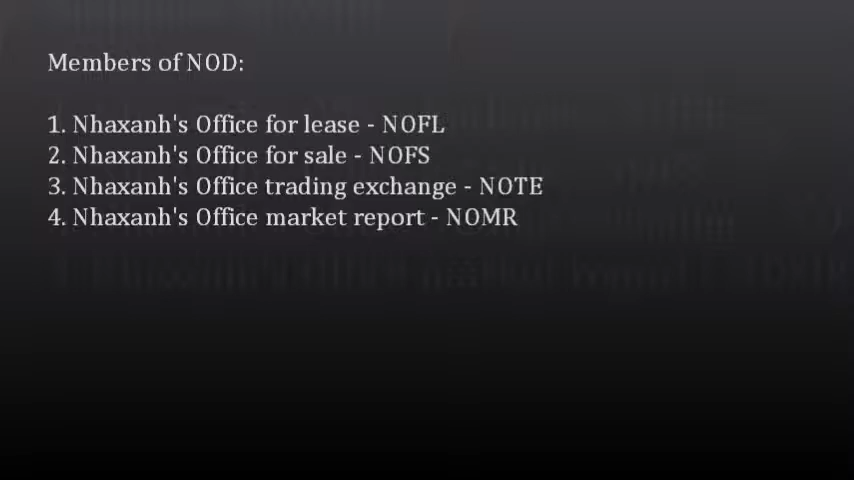 Members of NOD:
1. Nhaxanh's Office for lease - NOFL
2. Nhaxanh's Office for sale - NOFS
3. Nhaxanh's Office trading exchange - NOTE
4. Nhaxanh's Office market report - NOMR